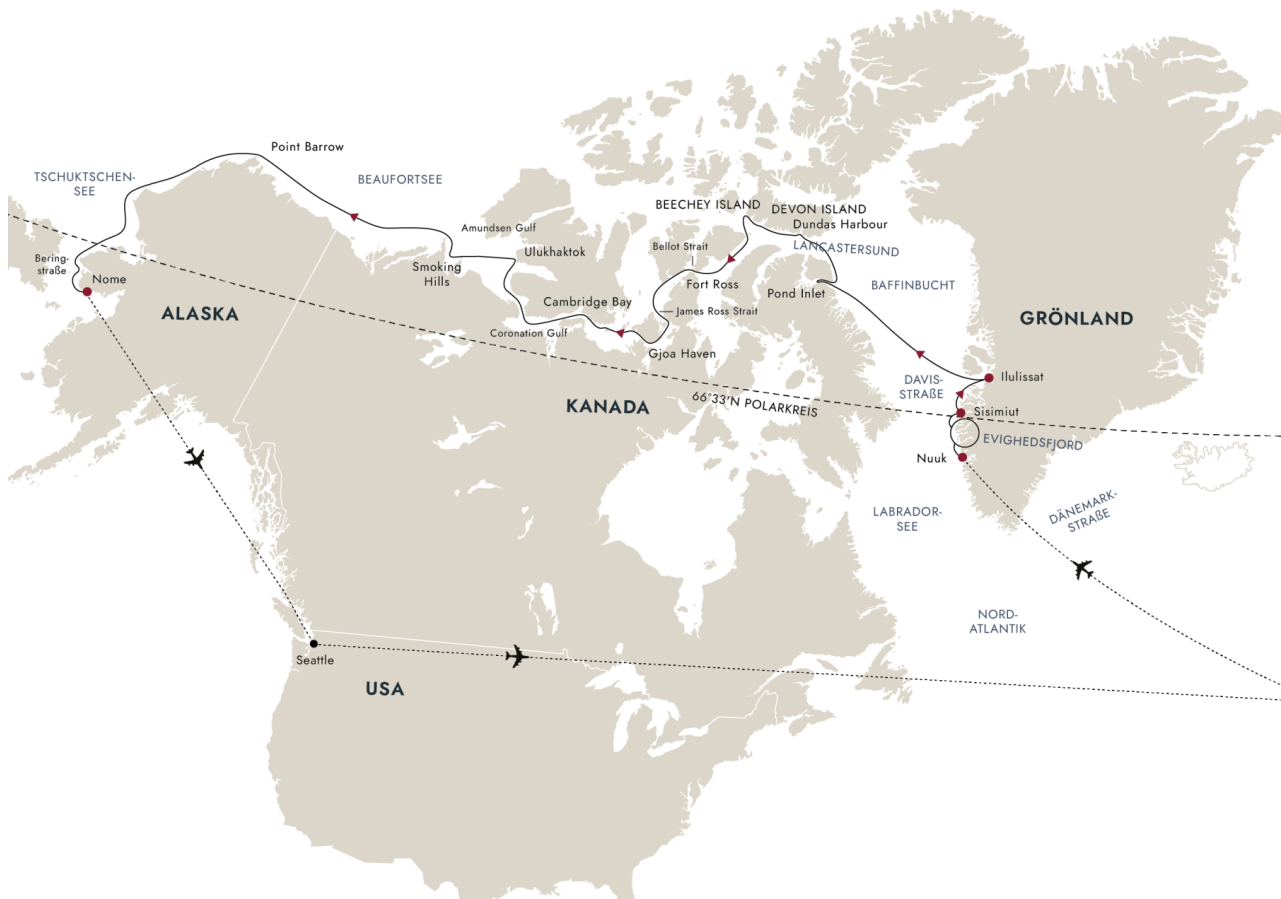 Point Barrow
TSCHUKTSCHEN-
SEE
BEAUFORTSEE
BEECHEY ISLAND
DEVON ISLAND
Dundas Harbour
Amundsen Gulf
Bellot Strait
LANCASTERSUND
Ulukhaktok
Bering-
straße
Smoking
Hills
Nome
Fort Ross
Pond Inlet
BAFFINBUCHT
Cambridge Bay
James Ross Strait
ALASKA
GRÖNLAND
Coronation Gulf
Gjoa Haven
Ilulissat
DAVIS-
STRAßE
KANADA
66°33'N POLARKREIS
Sisimiut
EVIGHEDSFJORD
Nuuk
LABRADOR-
SEE
DÄNEMARK-
STRAßE
NORD-
ATLANTIK
Seattle
USA